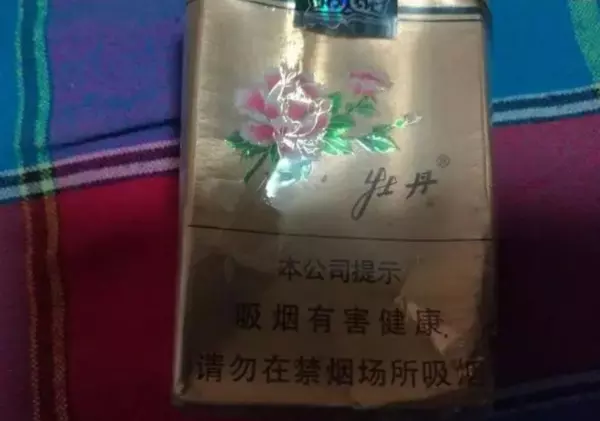 牡丹®
本公司提示
吸烟有害健康
请勿在禁烟场所吸烟